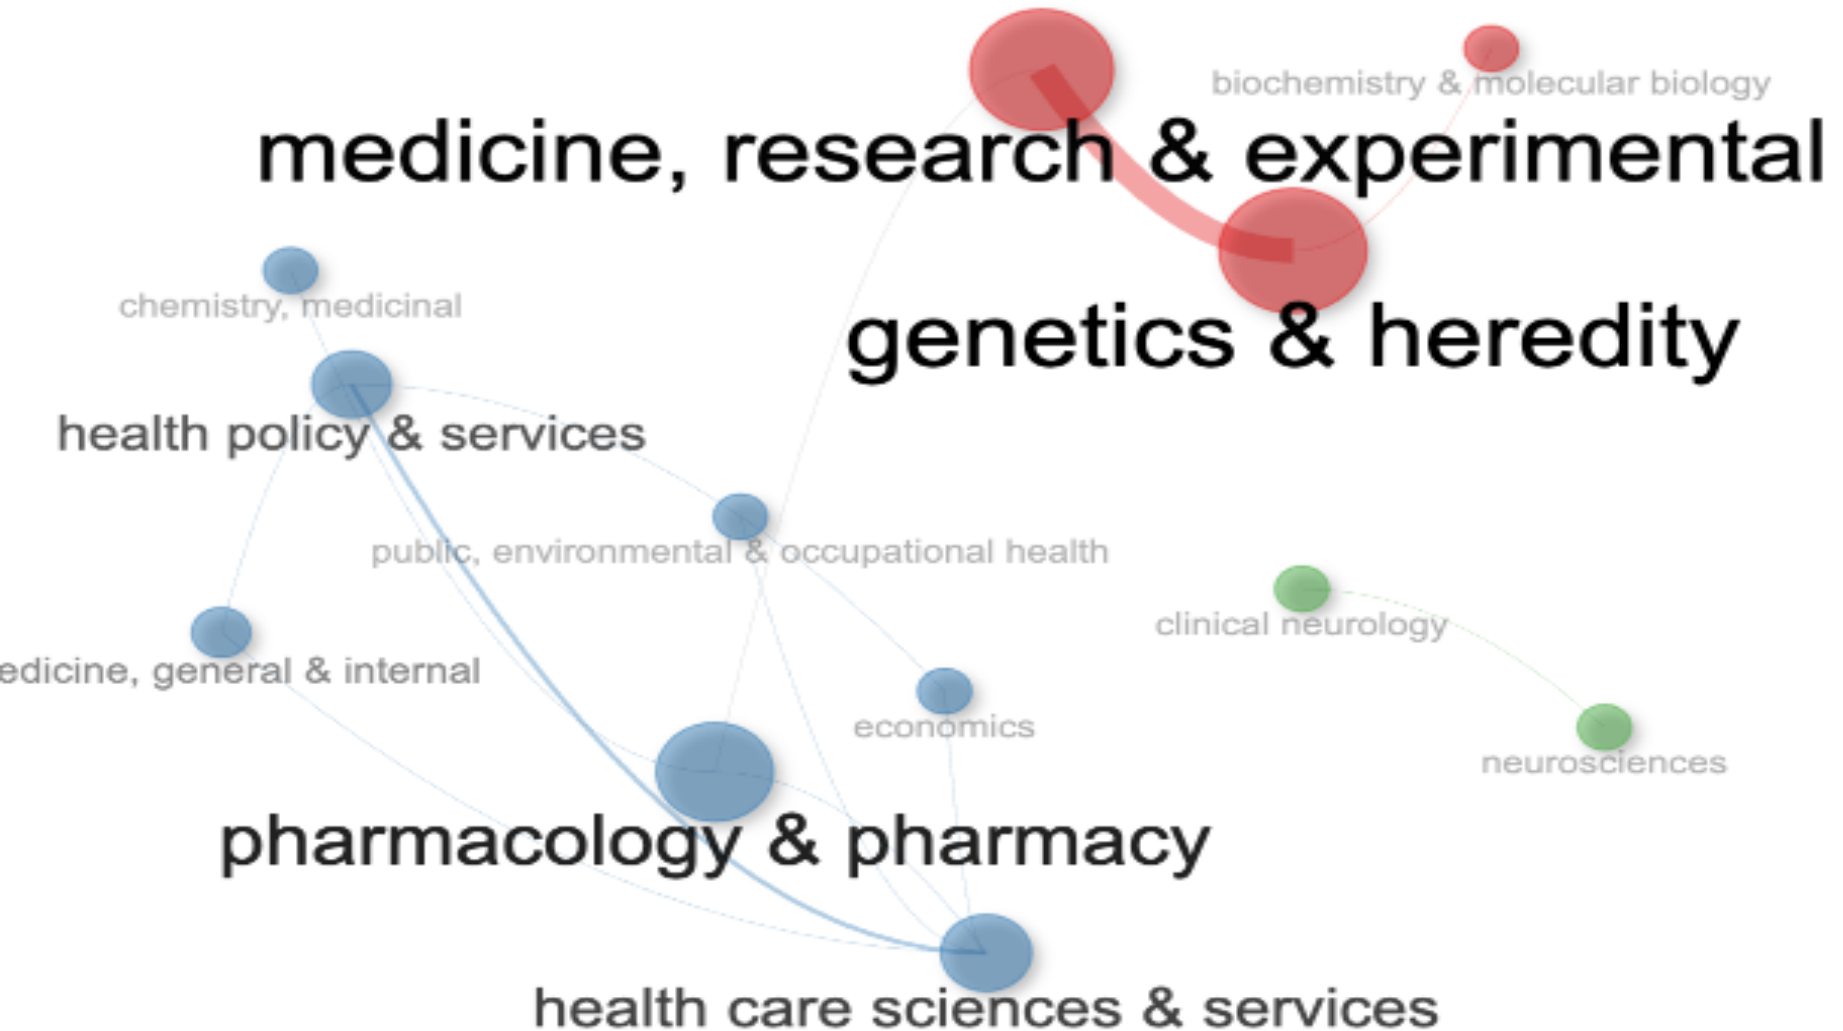 biochemistry & molecular biology
medicine, research & experimental
chemistry, medicinal
genetics & heredity
health policy & services
public, environmental & occupational health
clinical neurology
edicine, general & internal
economics
neurosciences
pharmacology & pharmacy
health care sciences & services